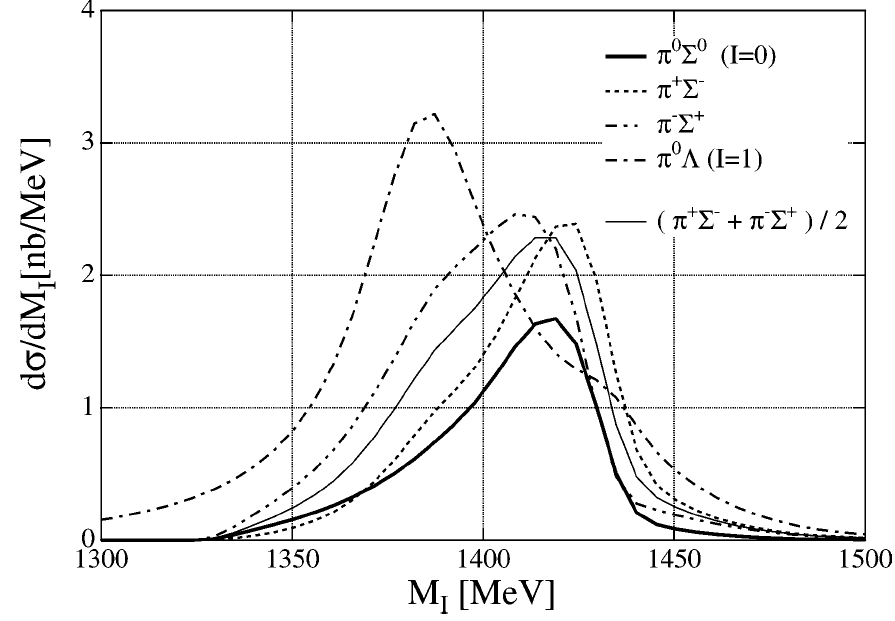 4
3
2
1
0
dσ/dM_I[nb/MeV]
π⁰Σ⁰ (I=0)
π⁺Σ⁻
π⁻Σ⁺
π⁰Λ (I=1)
( π⁺Σ⁻ + π⁻Σ⁺ ) / 2
1300 1350 1400 1450 1500
M_I [MeV]